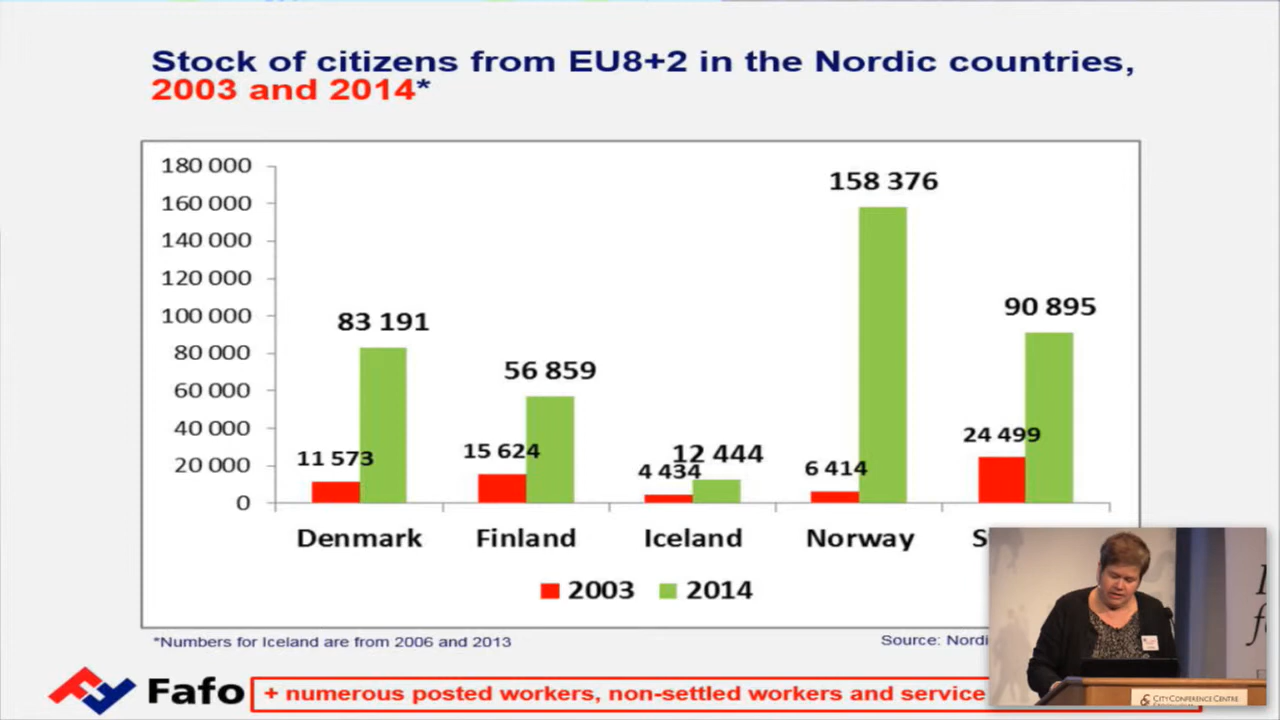 Stock of citizens from EU8+2 in the Nordic countries,
2003 and 2014*
180 000
160 000
140 000
120 000
100 000
80 000
60 000
40 000
20 000
0
11 573
83 191
15 624
56 859
4 434
12 444
6 414
158 376
24 499
90 895
Denmark
Finland
Iceland
Norway
2003
2014
*Numbers for Iceland are from 2006 and 2013
Source:
Fafo
+ numerous posted workers, non-settled workers and service
CITY CONFERENCE CENTRE